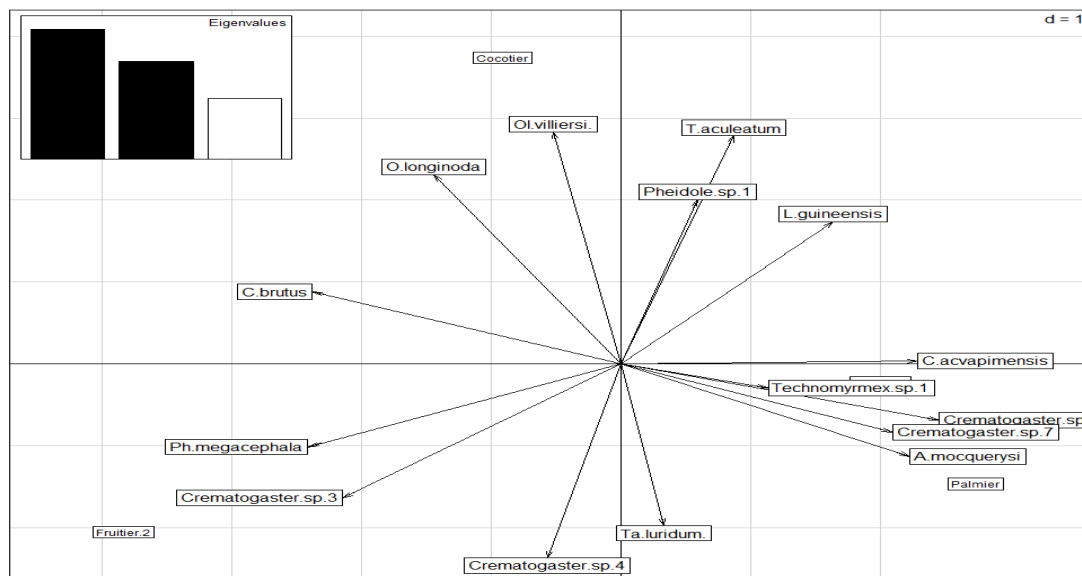 Eigenvalues
d = 1
Cocotier
Ol.villiersi.
T.aculeatum
O.longinoda
Pheidole.sp.1
L.guineensis
C.brutus
C.acvapimensis
Technomyrmex.sp.1
Crematogaster.sp
Crematogaster.sp.7
Ph.megacephala
A.mocquerysi
Palmier
Crematogaster.sp.3
Fruitier.2
Ta.luridum.
Crematogaster.sp.4